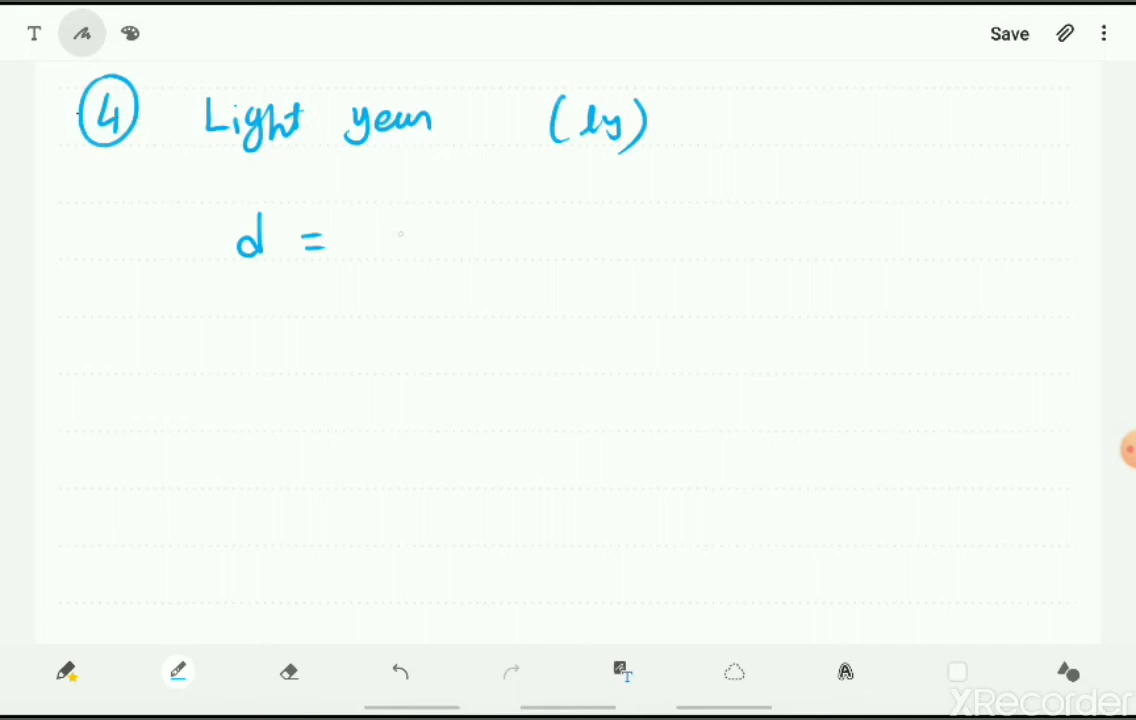 T Save
4 Light year (ly)
d =
T A
XRecorder